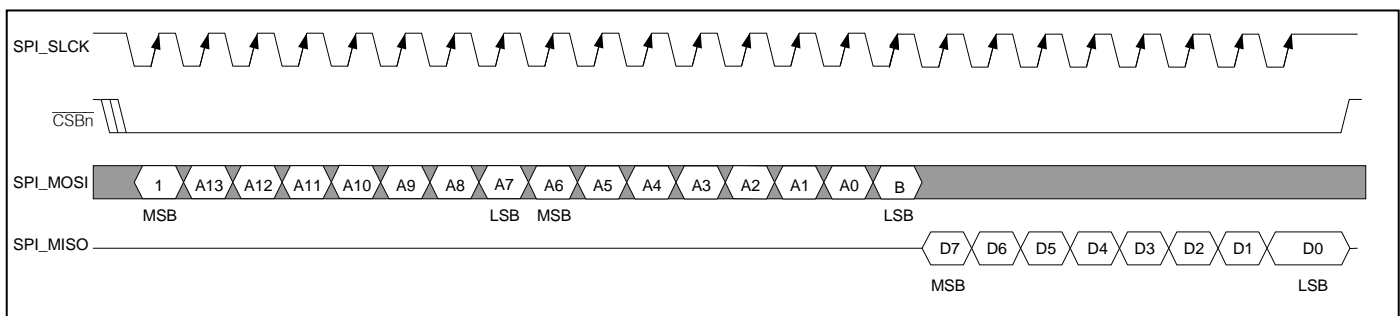 SPI_SLCK
CSBn
SPI_MOSI 1 A13 A12 A11 A10 A9 A8 A7 A6 A5 A4 A3 A2 A1 A0 B
MSB LSB MSB LSB
SPI_MISO D7 D6 D5 D4 D3 D2 D1 D0
MSB LSB